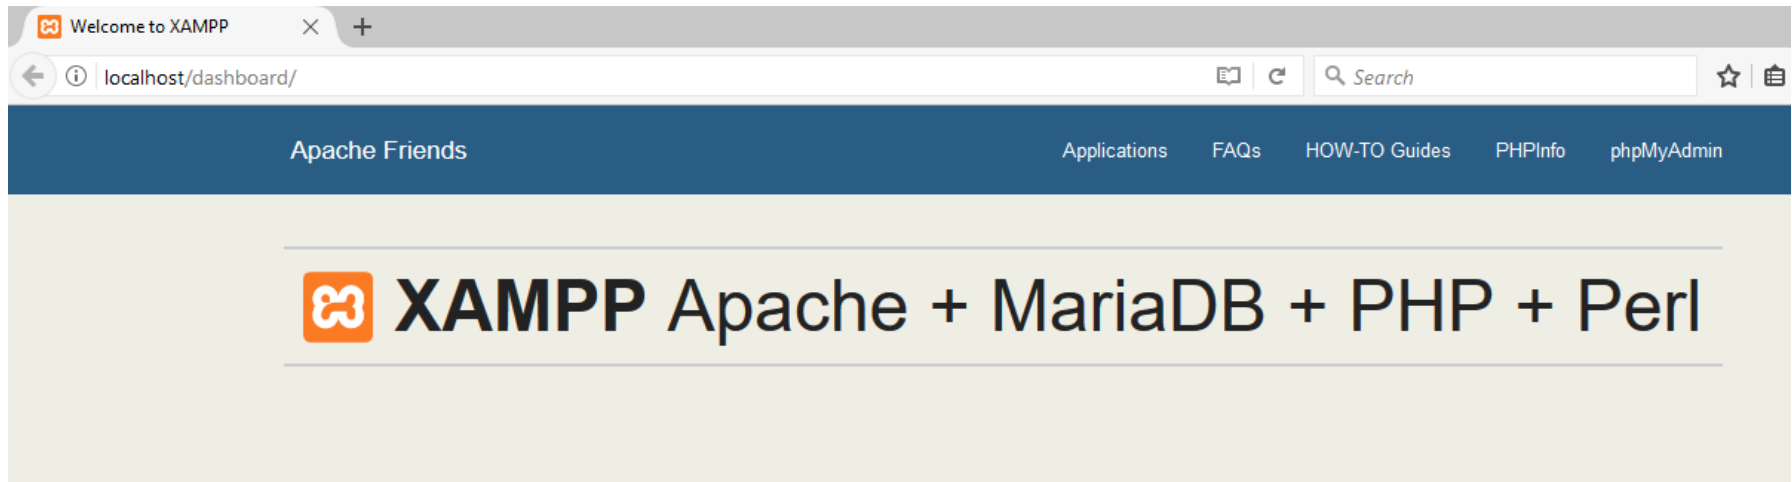 Welcome to XAMPP
localhost/dashboard/
Search
Apache Friends
Applications FAQs HOW-TO Guides PHPInfo phpMyAdmin
XAMPP Apache + MariaDB + PHP + Perl